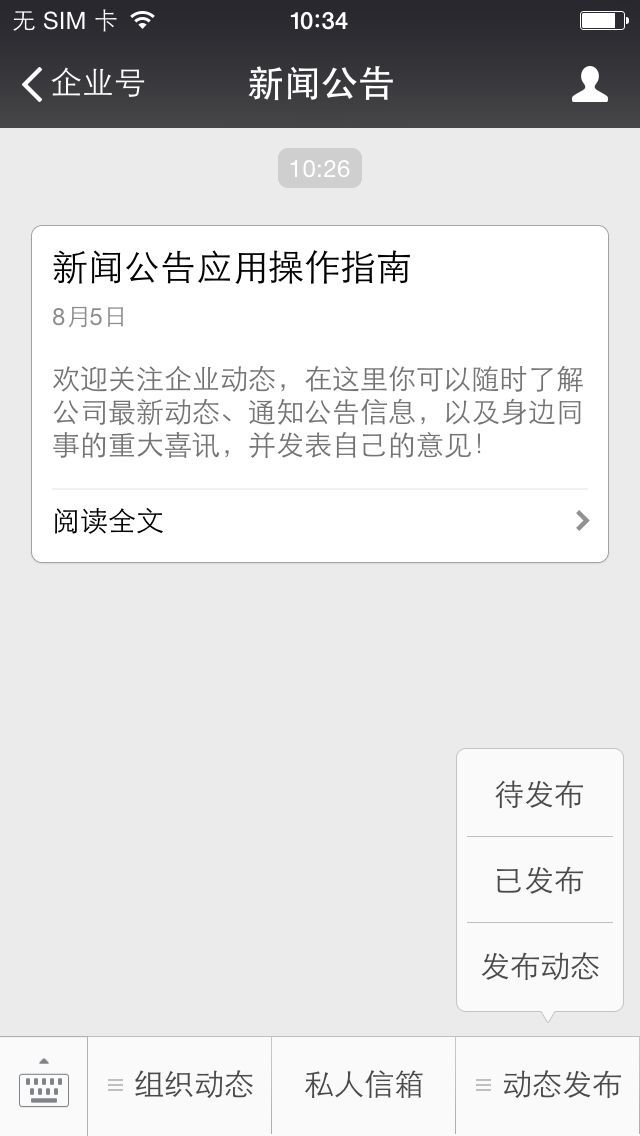 无 SIM 卡 10:34
企业号 新闻公告
10:26
新闻公告应用操作指南
8月5日
欢迎关注企业动态，在这里你可以随时了解
公司最新动态、通知公告信息，以及身边同
事的重大喜讯，并发表自己的意见！
阅读全文
待发布
已发布
发布动态
组织动态 私人信箱 动态发布